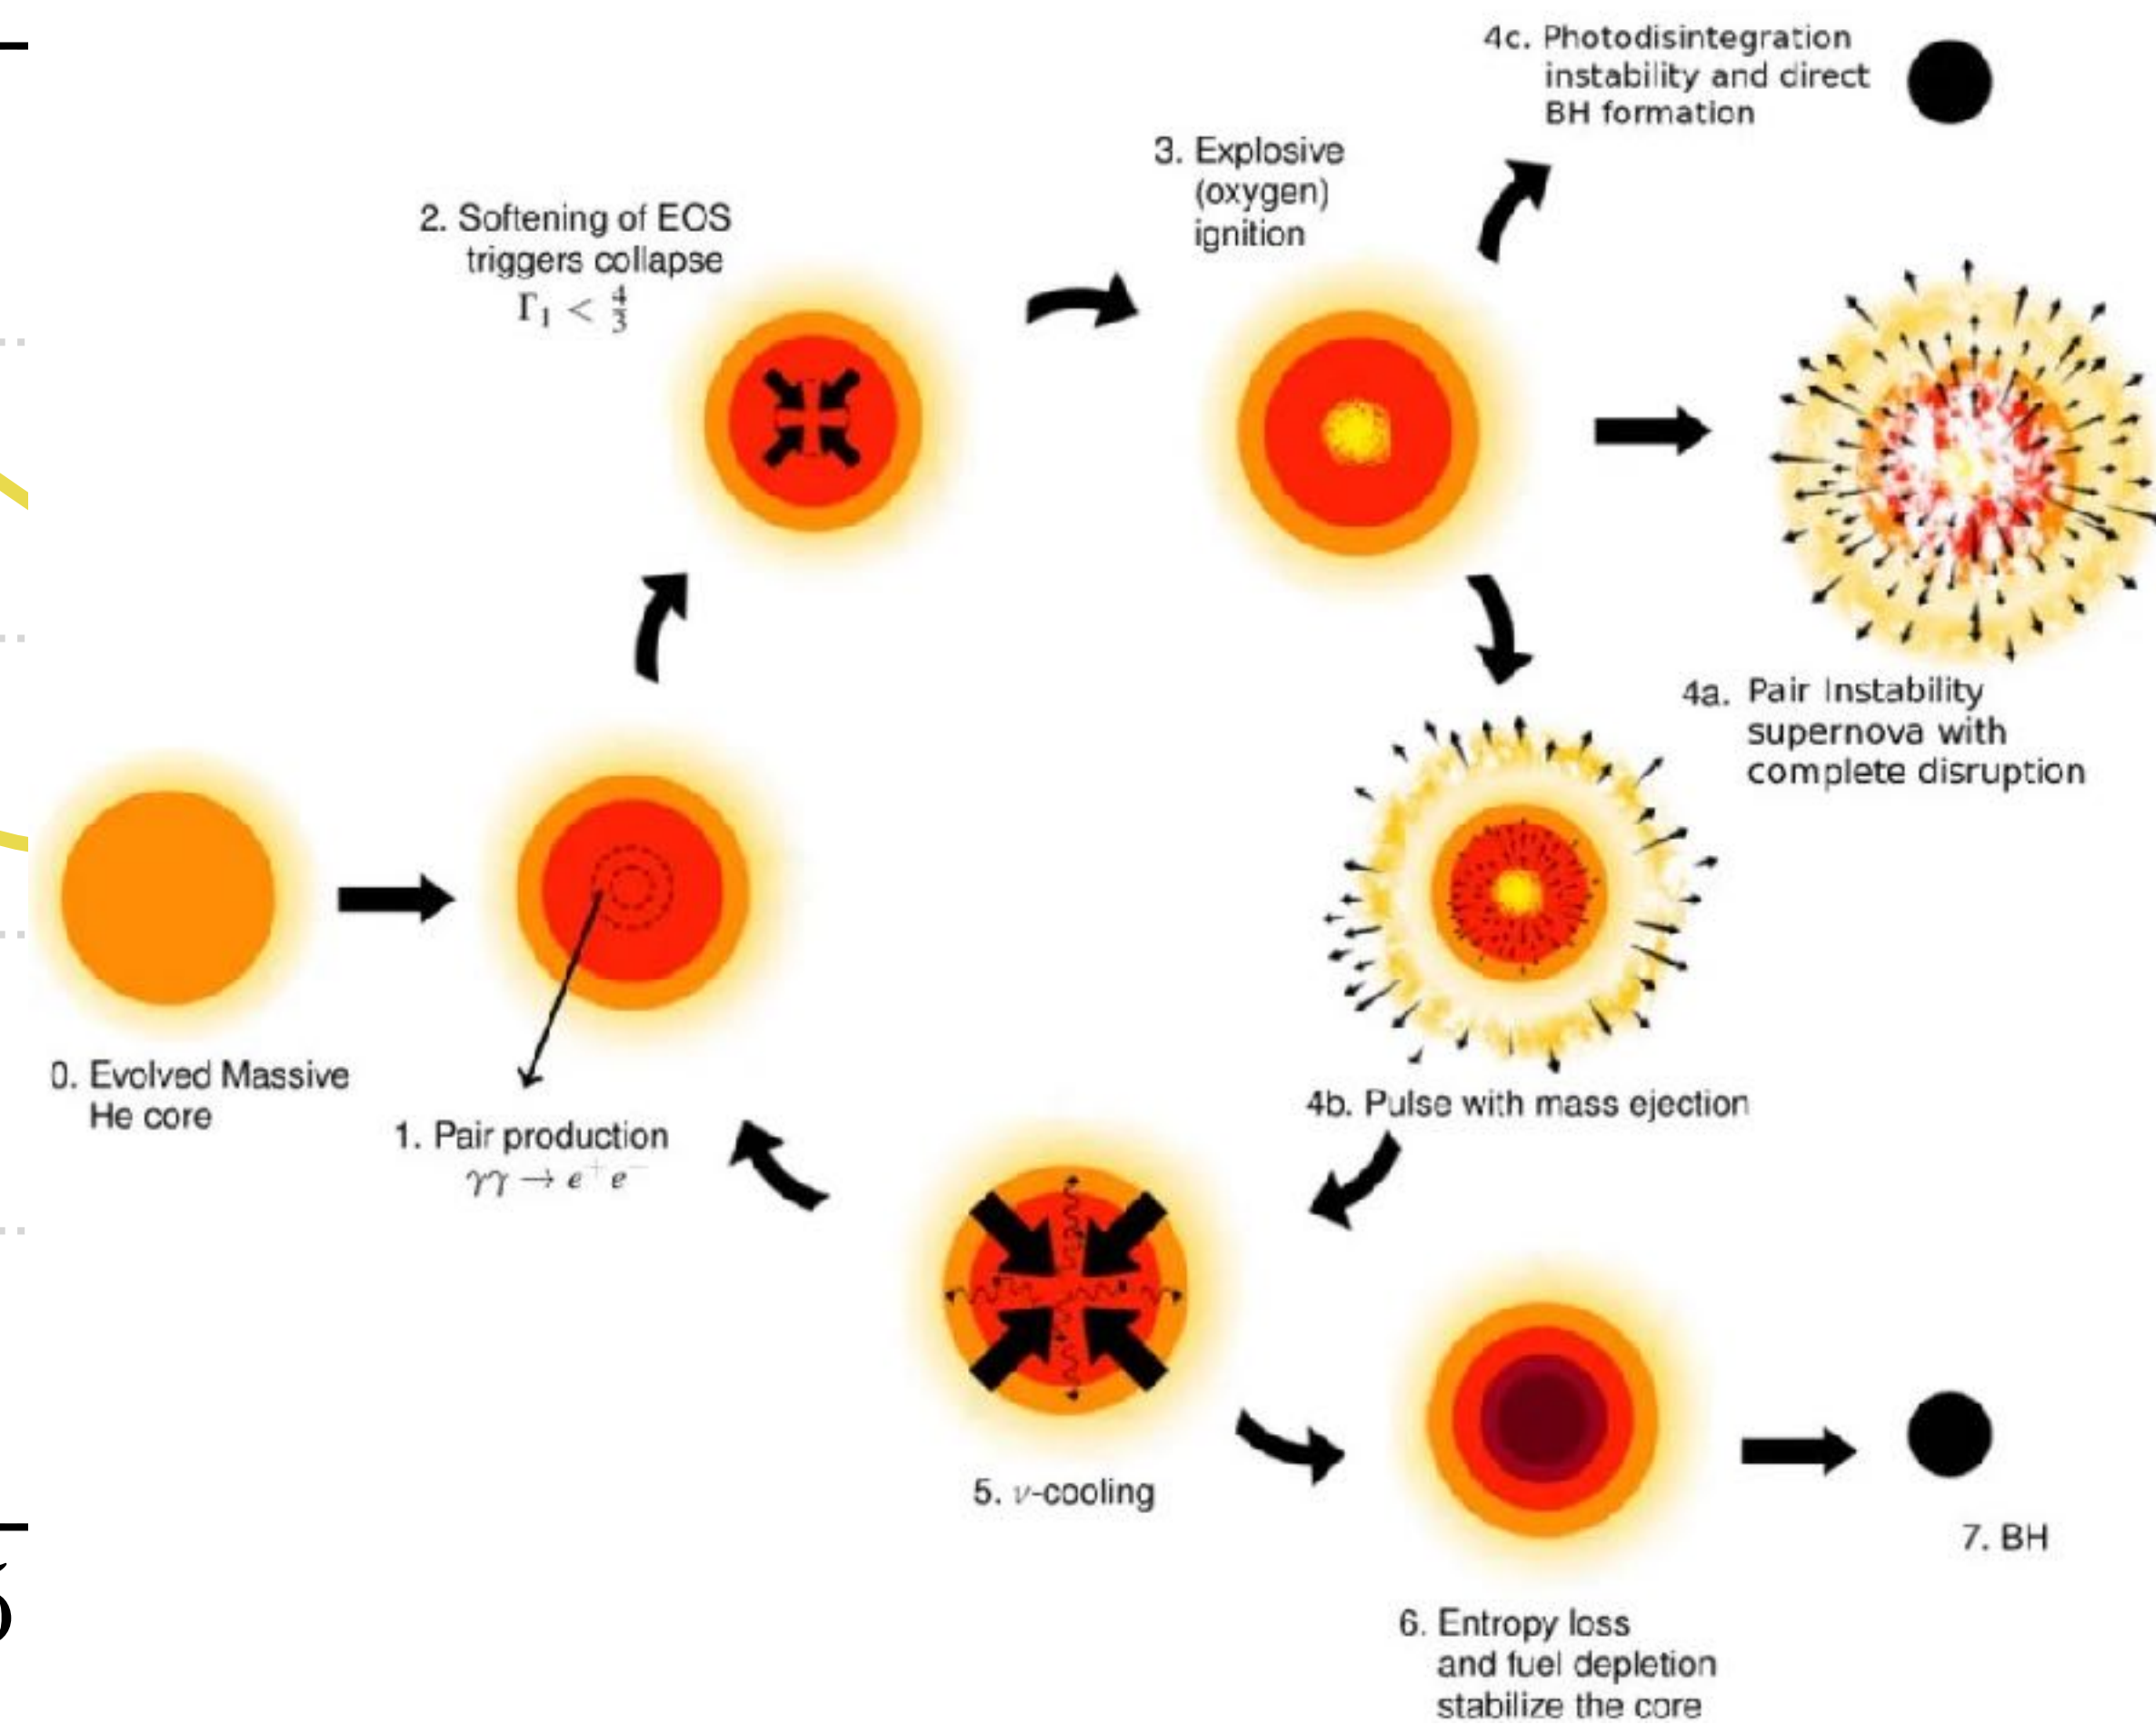 4c. Photodisintegration
instability and direct
BH formation
3. Explosive
(oxygen)
ignition
2. Softening of EOS
triggers collapse
Γ₁ < 4/3
4a. Pair Instability
supernova with
complete disruption
0. Evolved Massive
He core
1. Pair production
γγ → e⁺e⁻
4b. Pulse with mass ejection
5. ν-cooling
7. BH
6. Entropy loss
and fuel depletion
stabilize the core